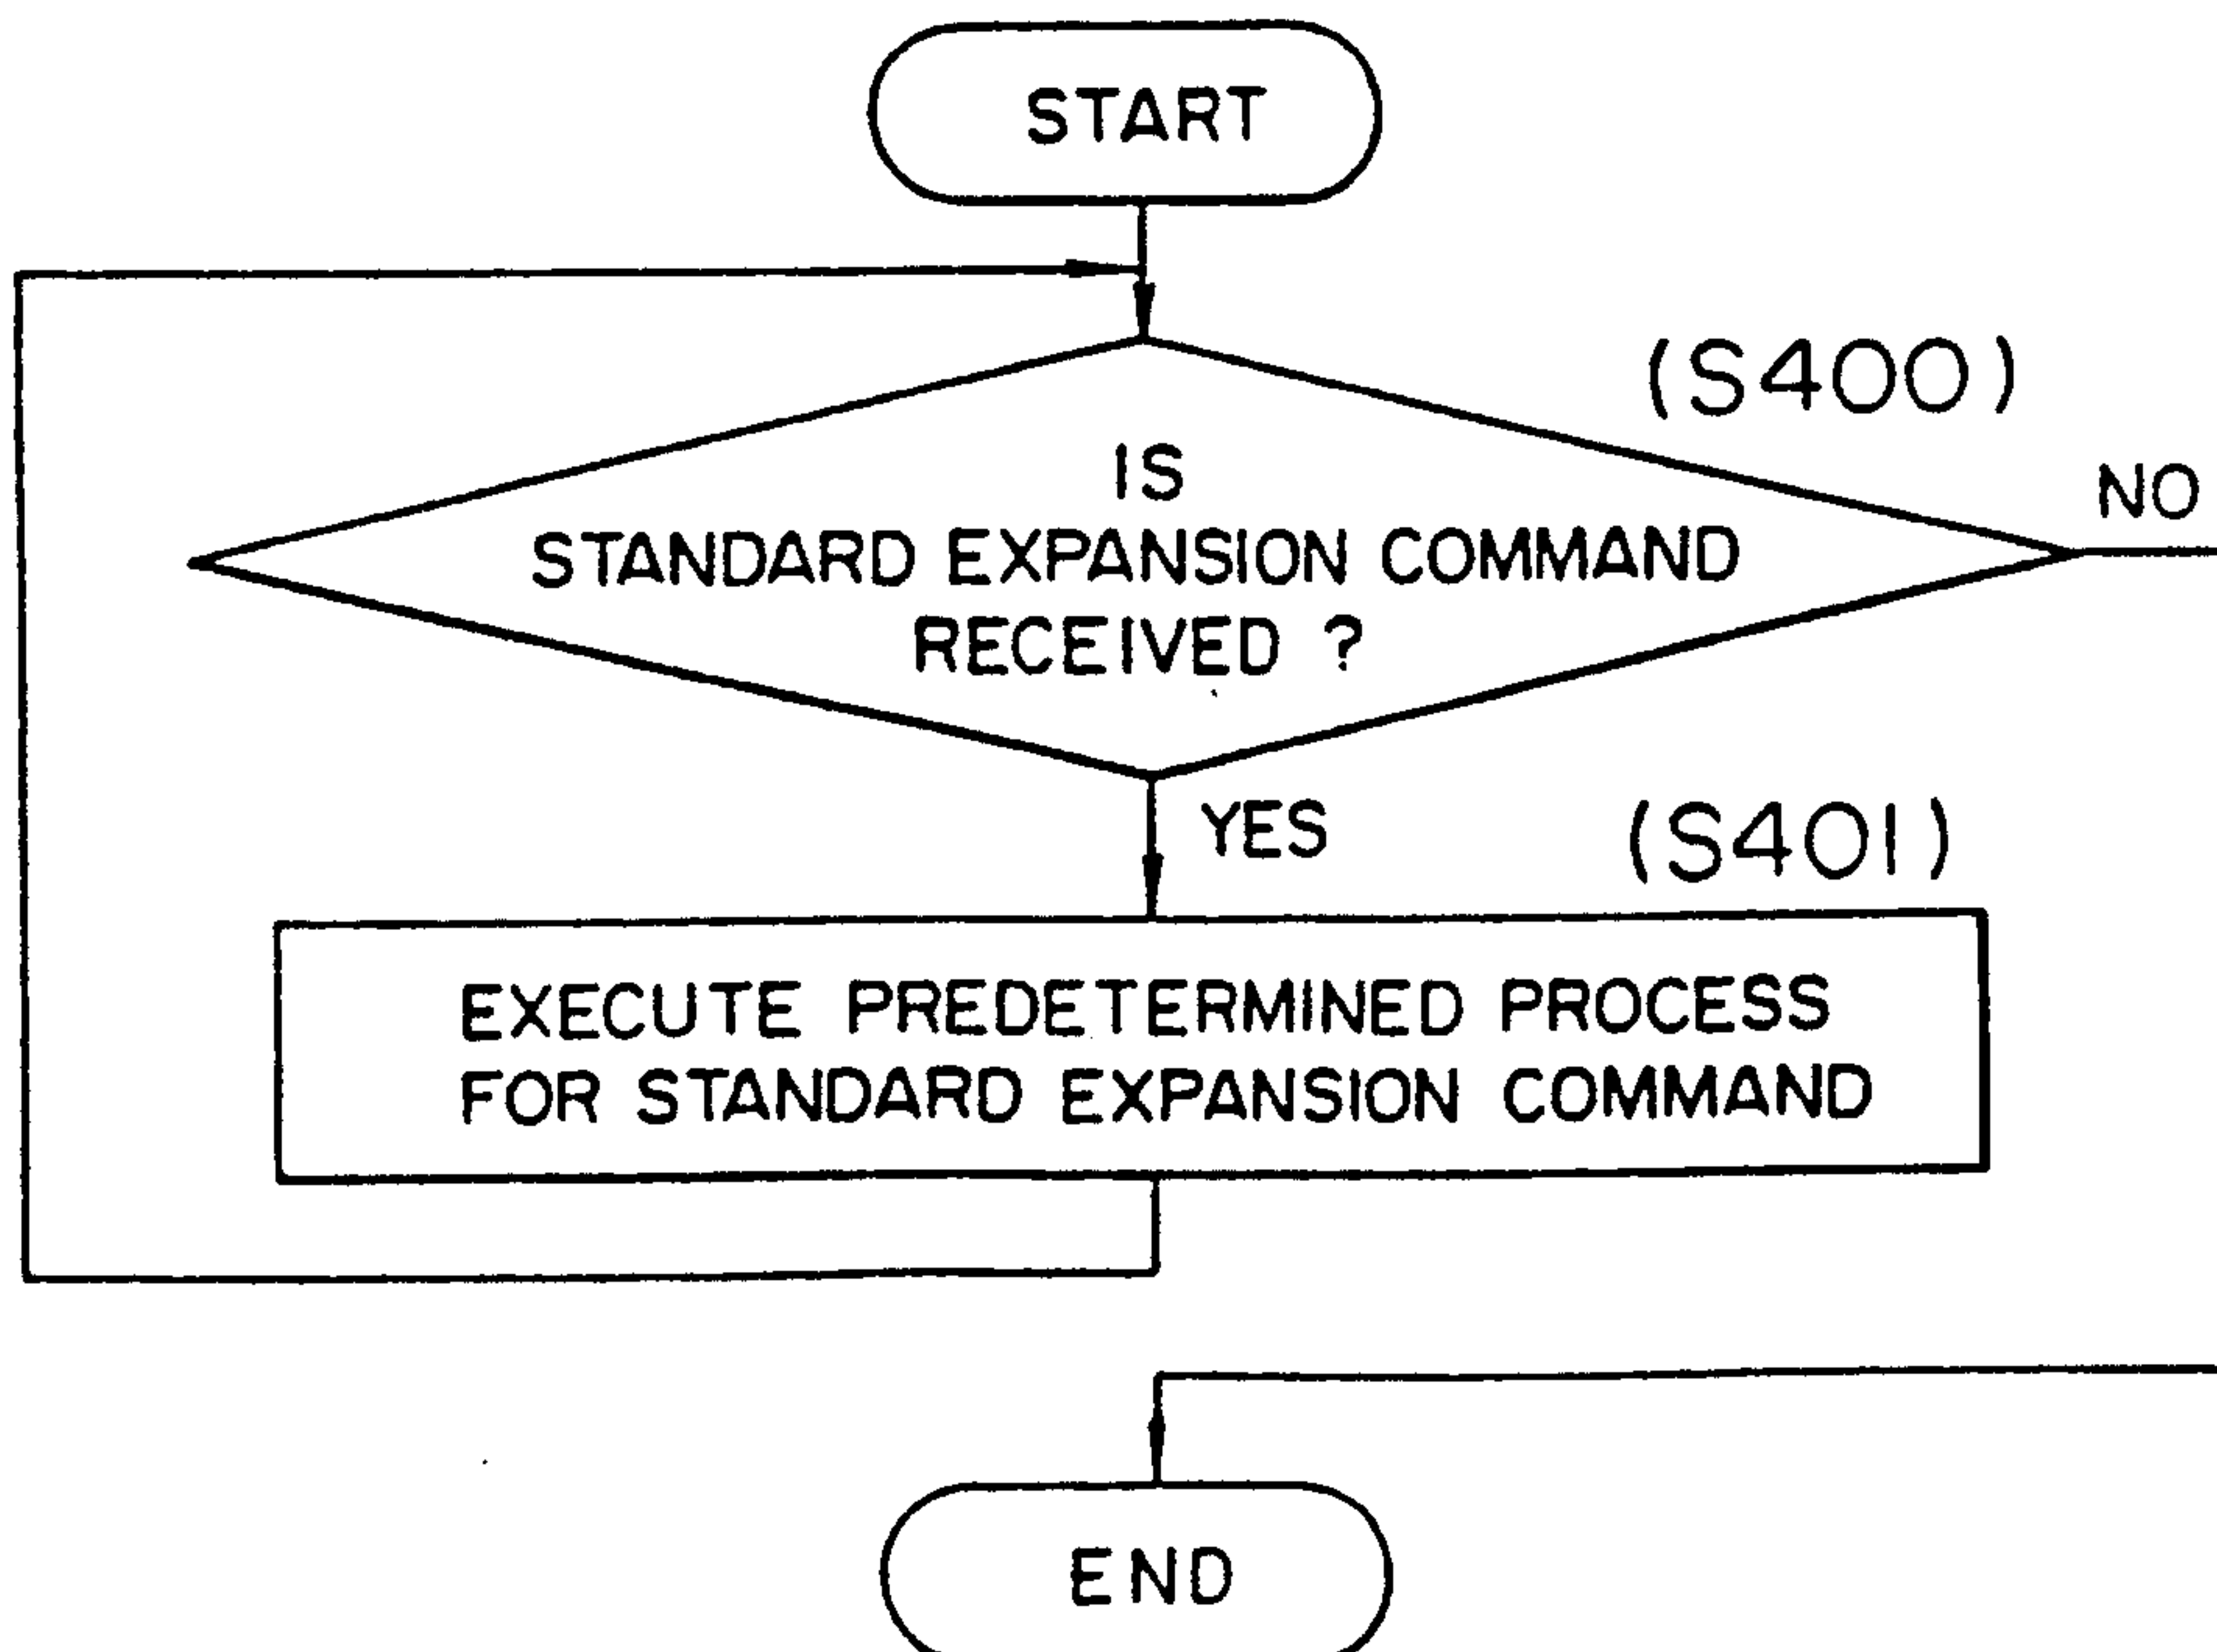 START
(S400)
IS
NO
STANDARD EXPANSION COMMAND
RECEIVED ?
YES
(S401)
EXECUTE PREDETERMINED PROCESS
FOR STANDARD EXPANSION COMMAND
END